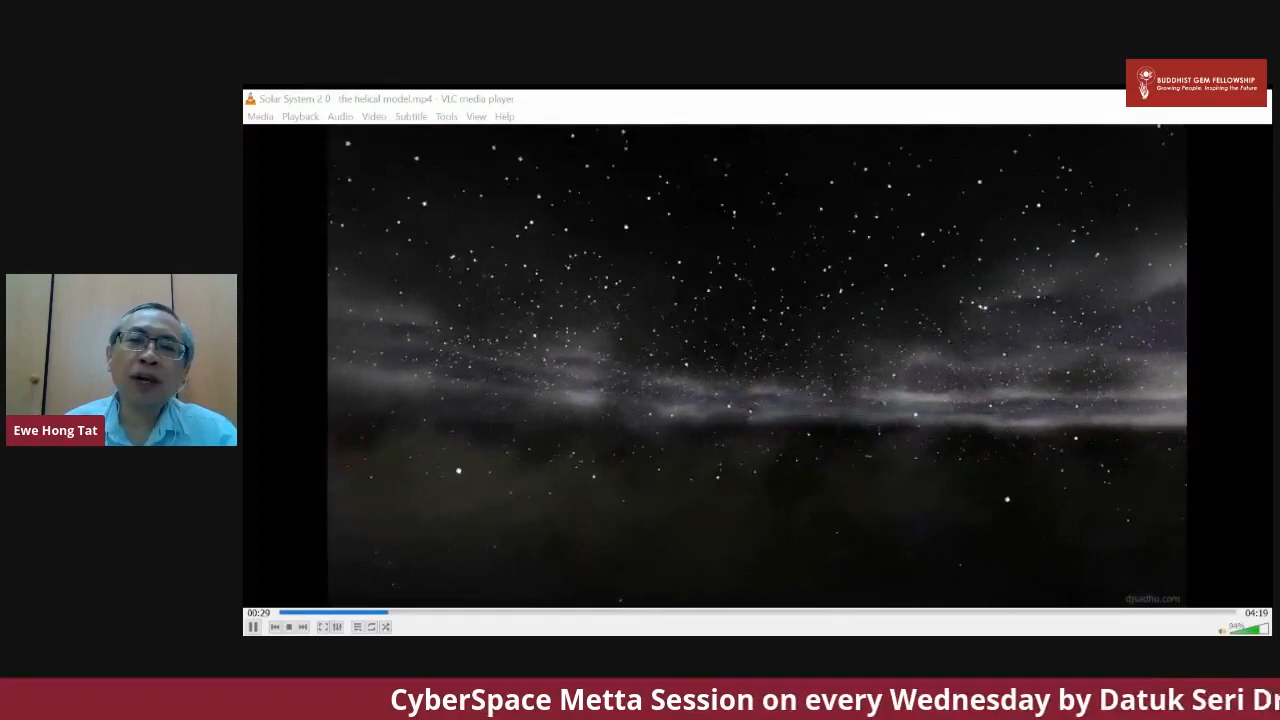 BUDDHIST GEM FELLOWSHIP
Growing People. Inspiring the Future
Solar System 2 0 the helical model.mp4 - VLC media player
Media Playback Audio Video Subtitle Tools View Help
Ewe Hong Tat
djsadhu.com
00:29
04:19
94%
CyberSpace Metta Session on every Wednesday by Datuk Seri Dr